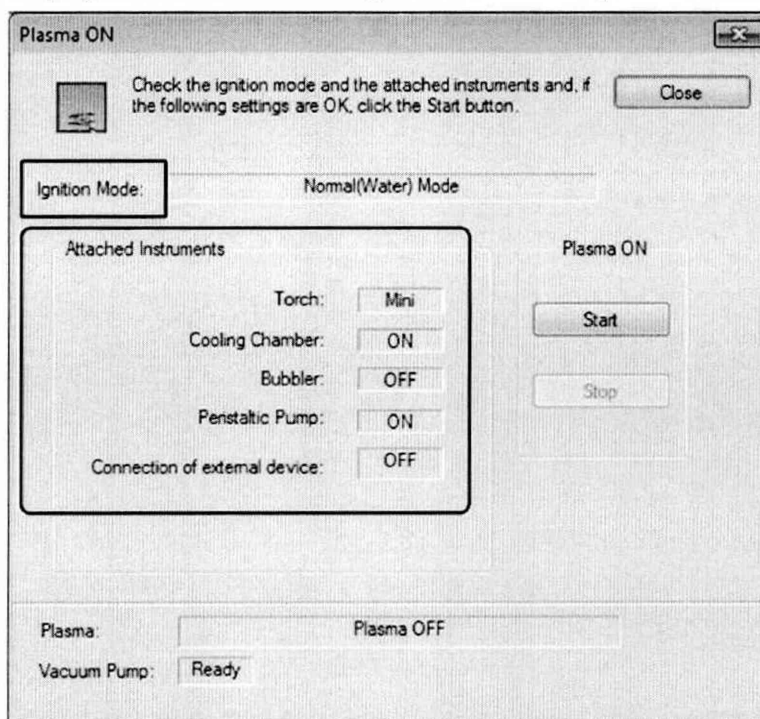 Plasma ON
Check the ignition mode and the attached instruments and, if
the following settings are OK, click the Start button.
Close
Ignition Mode:
Normal(Water) Mode
Attached Instruments
Torch:
Mini
Cooling Chamber:
ON
Bubbler:
OFF
Peristaltic Pump:
ON
Connection of external device:
OFF
Plasma ON
Start
Stop
Plasma:
Plasma OFF
Vacuum Pump:
Ready